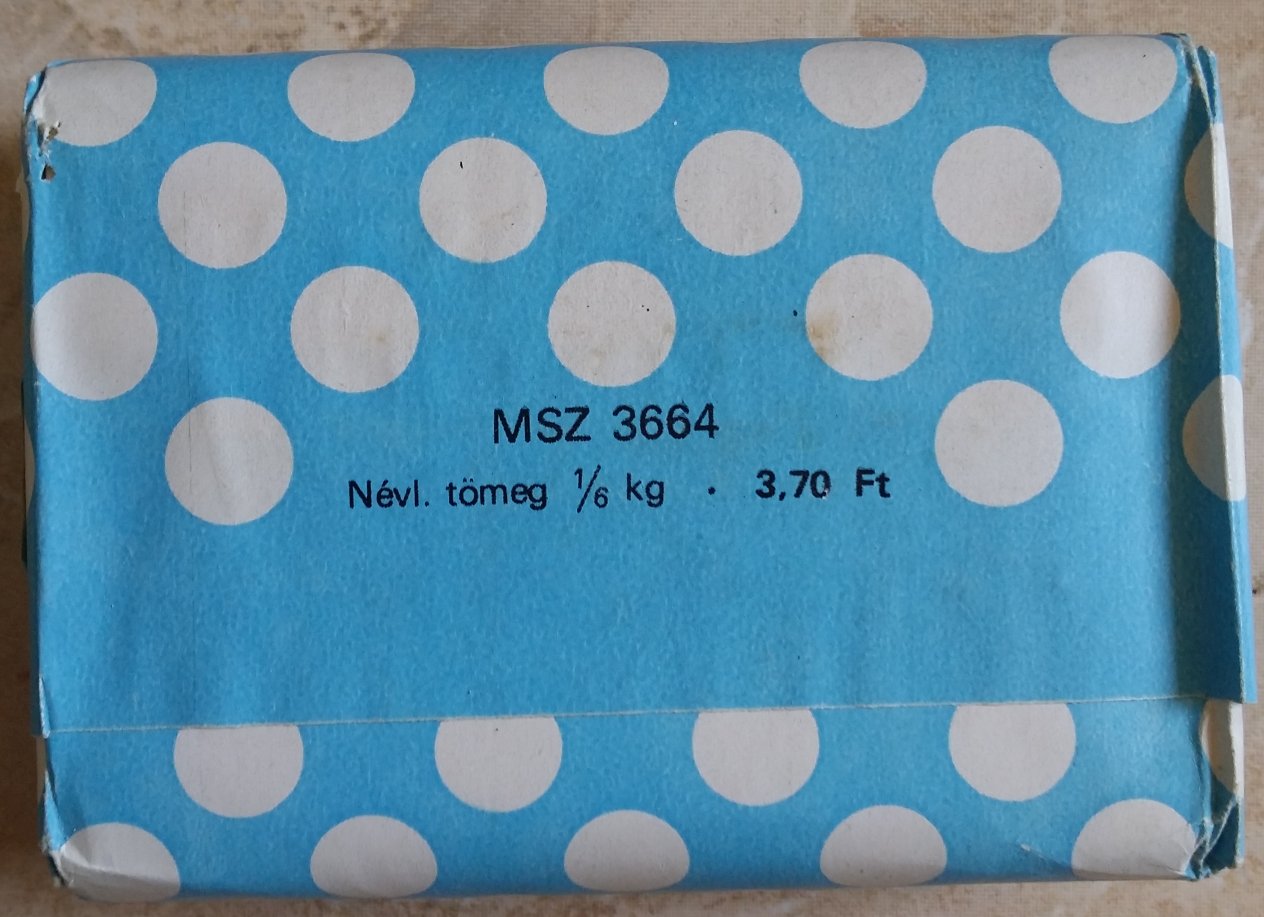 MSZ 3664
Névl. tömeg 1/6 kg · 3,70 Ft